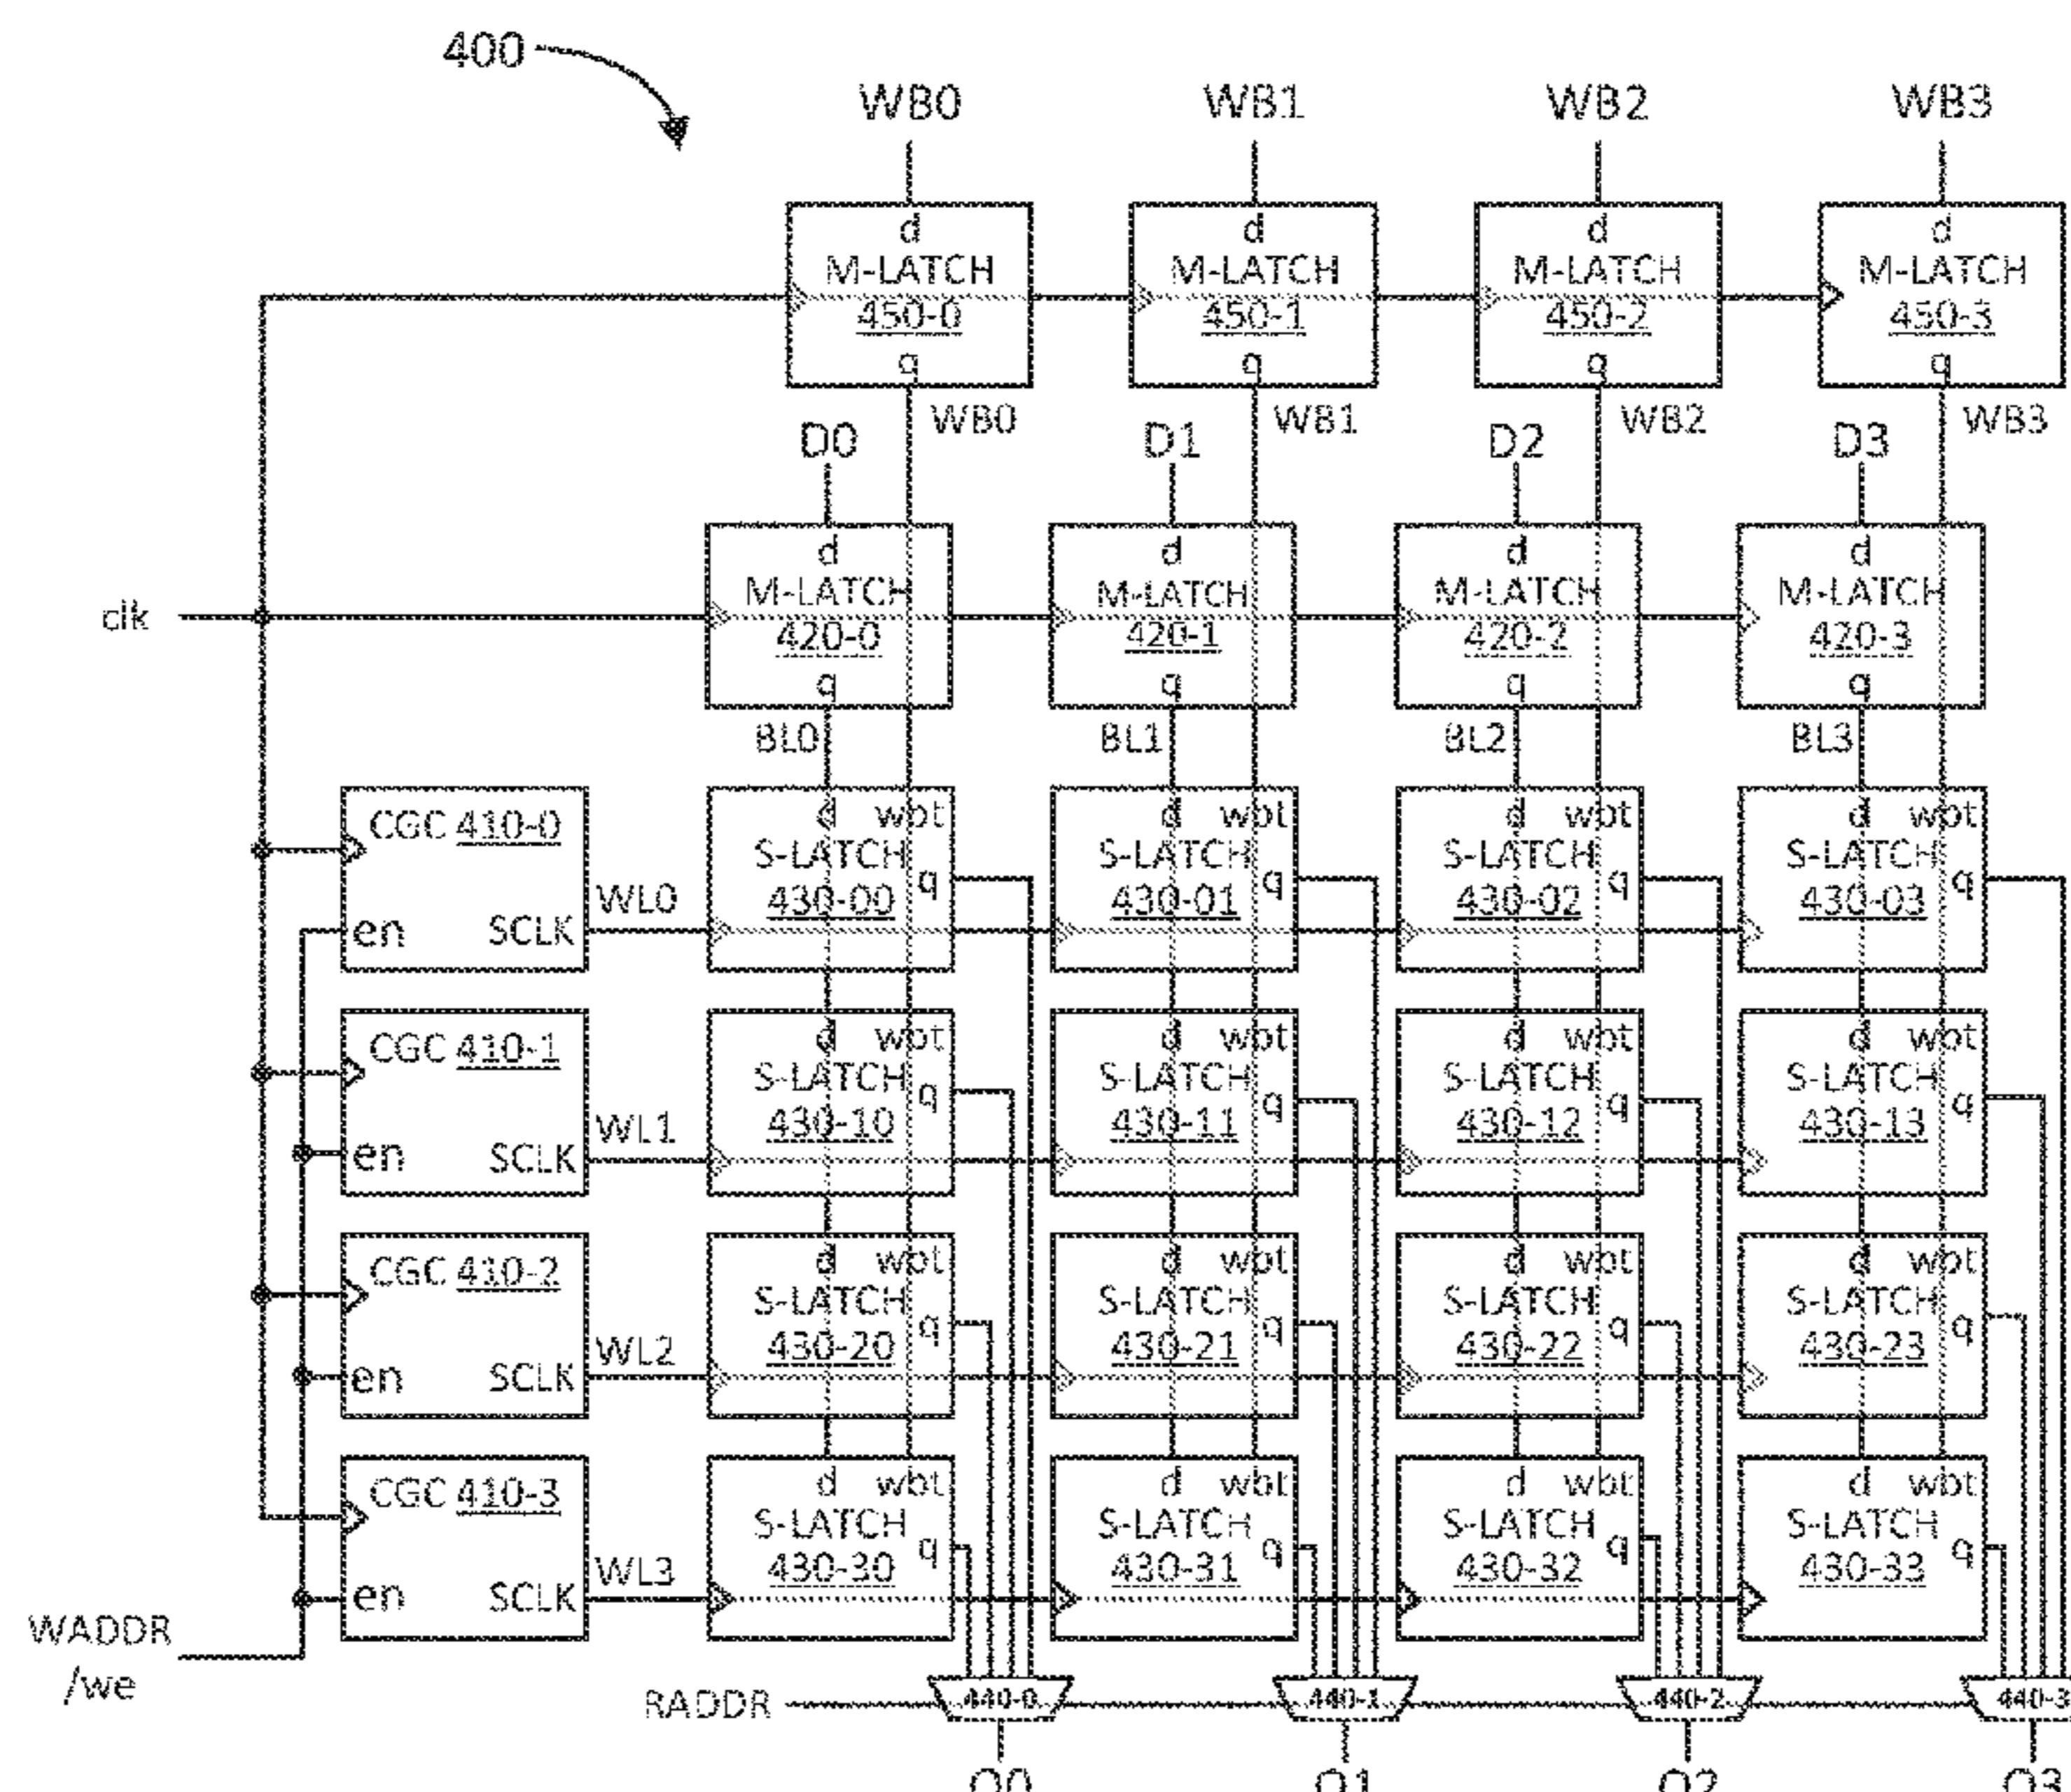 400
WB0 WB1 WB2 WB3
d d d d
M-LATCH M-LATCH M-LATCH M-LATCH
450-0 450-1 450-2 450-3
q q q q
WB0 WB1 WB2 WB3
D0 D1 D2 D3
d d d d
M-LATCH M-LATCH M-LATCH M-LATCH
clk 420-0 420-1 420-2 420-3
q q q q
BL0 BL1 BL2 BL3
CGC 410-0 d wbt d wbt d wbt d wbt
S-LATCH S-LATCH S-LATCH S-LATCH
WL0 430-00 q 430-01 q 430-02 q 430-03 q
en SCLK
CGC 410-1 d wbt d wbt d wbt d wbt
S-LATCH S-LATCH S-LATCH S-LATCH
WL1 430-10 q 430-11 q 430-12 q 430-13 q
en SCLK
CGC 410-2 d wbt d wbt d wbt d wbt
S-LATCH S-LATCH S-LATCH S-LATCH
WL2 430-20 q 430-21 q 430-22 q 430-23 q
en SCLK
CGC 410-3 d wbt d wbt d wbt d wbt
S-LATCH S-LATCH S-LATCH S-LATCH
WL3 430-30 q 430-31 q 430-32 q 430-33 q
en SCLK
WADDR
/we
RADDR 440-0 440-1 440-2 440-3